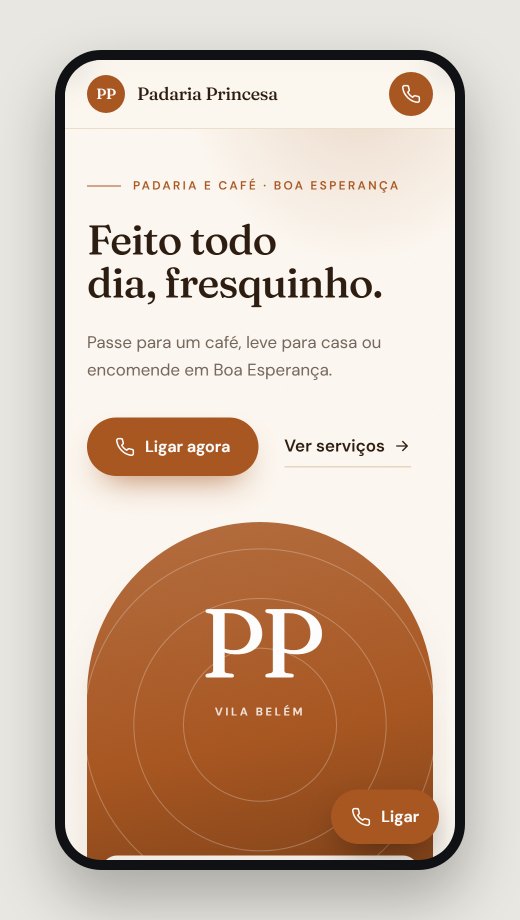 PP Padaria Princesa
PADARIA E CAFÉ · BOA ESPERANÇA
Feito todo
dia, fresquinho.
Passe para um café, leve para casa ou
encomende em Boa Esperança.
Ligar agora
Ver serviços →
PP
VILA BELÉM
Ligar